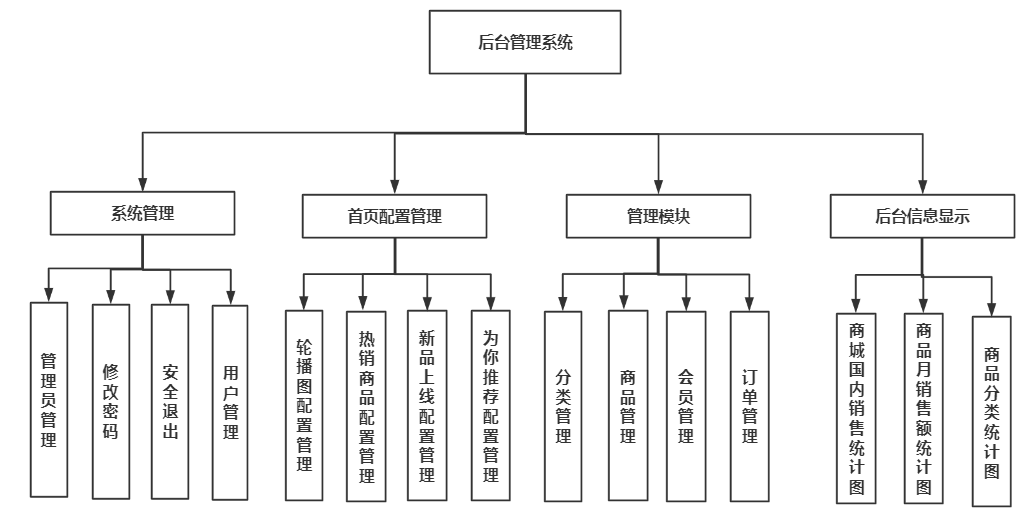 后台管理系统
系统管理
首页配置管理
管理模块
后台信息显示
管理员管理
修改密码
安全退出
用户管理
轮播图配置管理
热销商品配置管理
新品上线配置管理
为你推荐配置管理
分类管理
商品管理
会员管理
订单管理
商城国内销售统计图
商品月销售额统计图
商品分类统计图